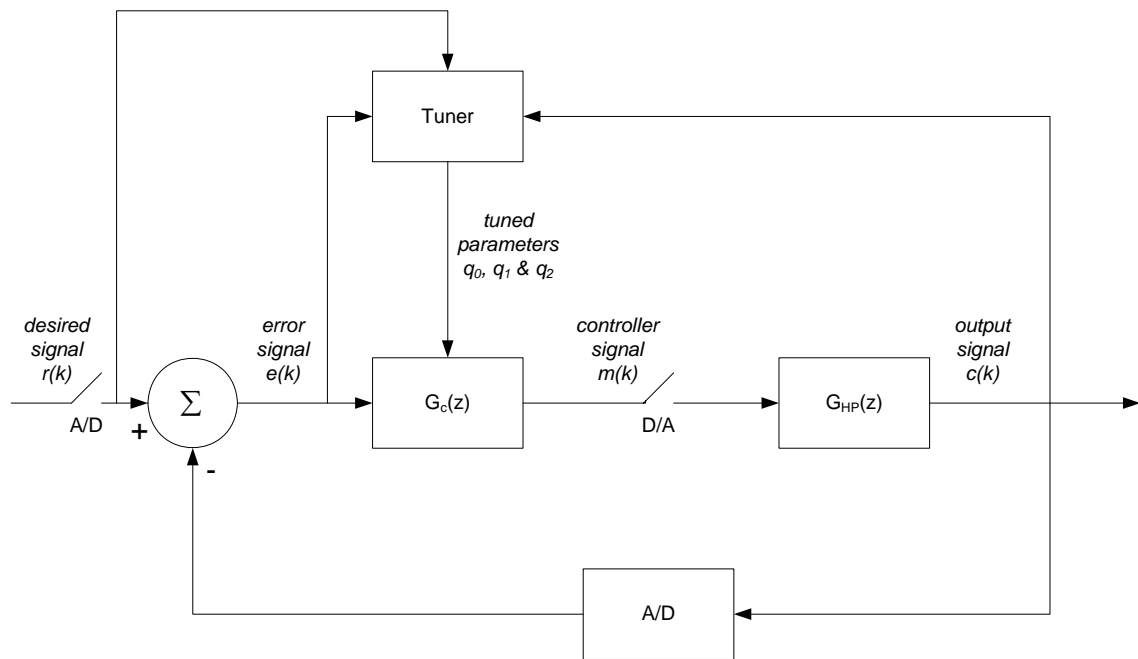 Tuner
tuned
parameters
q0, q1 & q2
desired
signal
r(k)
A/D
+
Σ
-
error
signal
e(k)
Gc(z)
controller
signal
m(k)
D/A
GHP(z)
output
signal
c(k)
A/D